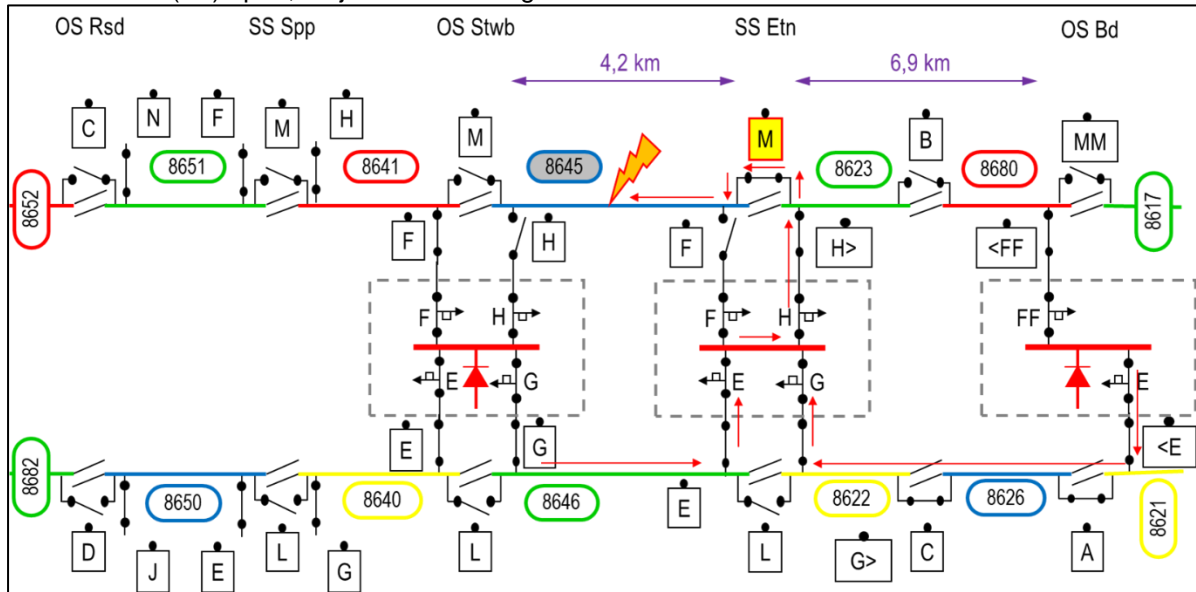 OS Rsd SS Spp OS Stwb SS Etn OS Bd
4,2 km 6,9 km
C N F M H M M B MM
8651 8641 8645 8623 8680
8652 8617
F H F H> <FF
F H F H FF
E G E G E
E G <E
8682 8650 8640 8646 E 8622 8626 8621
D J E L G L L G> C A